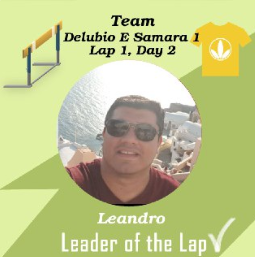 Team
Delubio E Samara 1
Lap 1, Day 2
Leandro
Leader of the Lap